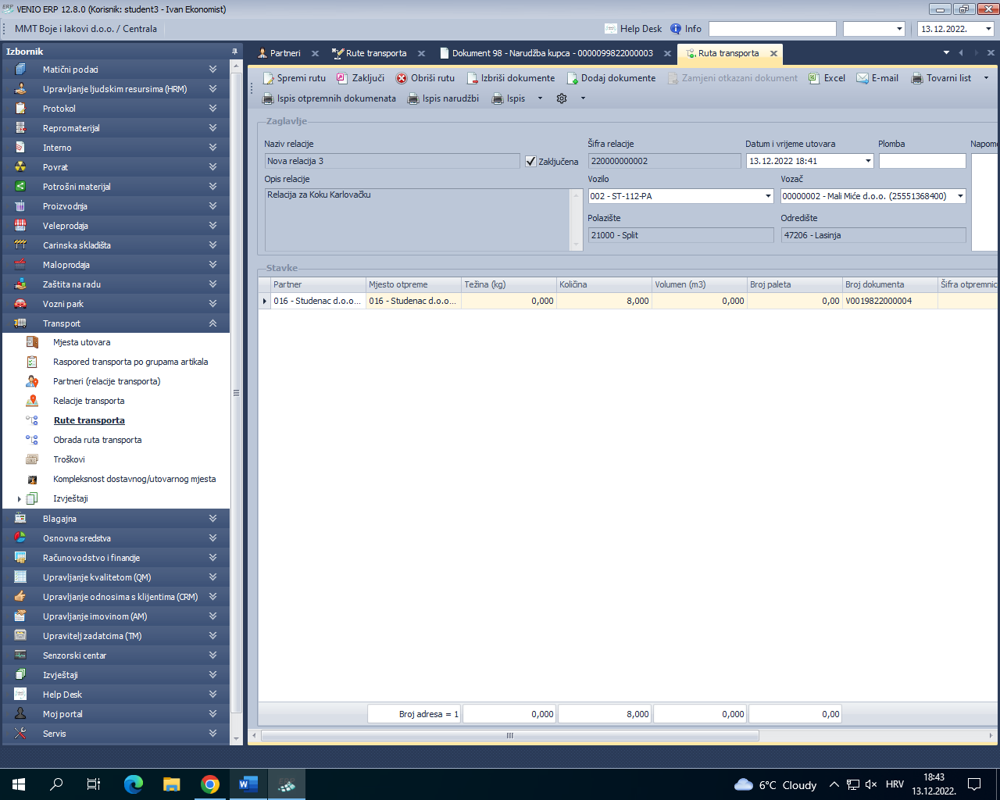 ERP VENIO ERP 12.8.0 (Korisnik: student3 - Ivan Ekonomist)
MMT Boje i lakovi d.o.o. / Centrala
Help Desk Info 13.12.2022.
Izbornik
Matični podaci
Upravljanje ljudskim resursima (HRM)
Protokol
Repromaterijal
Interno
Povrat
Potrošni materijal
Proizvodnja
Veleprodaja
Carinska skladišta
Maloprodaja
Zaštita na radu
Vozni park
Transport
Mjesta utovara
Raspored transporta po grupama artikala
Partneri (relacije transporta)
Relacije transporta
Rute transporta
Obrada ruta transporta
Troškovi
Kompleksnost dostavnog/utovarnog mjesta
Izvještaji
Blagajna
Osnovna sredstva
Računovodstvo i financije
Upravljanje kvalitetom (QM)
Upravljanje odnosima s klijentima (CRM)
Upravljanje imovinom (AM)
Upravitelj zadatcima (TM)
Senzorski centar
Izvještaji
Help Desk
Moj portal
Servis
Partneri Rute transporta Dokument 98 - Narudžba kupca - 0000099822000003 Ruta transporta
Spremi rutu Zaključi Obriši rutu Izbriši dokumente Dodaj dokumente Zamjeni otkazani dokument Excel E-mail Tovarni list
Ispis otpremnih dokumenata Ispis narudžbi Ispis
Zaglavlje
Naziv relacije Šifra relacije Datum i vrijeme utovara Plomba Napom
Nova relacija 3 Zaključena 220000000002 13.12.2022 18:41
Opis relacije Vozilo Vozač
Relacija za Koku Karlovačku 002 - ST-112-PA 00000002 - Mali Miće d.o.o. (25551368400)
Polazište Odredište
21000 - Split 47206 - Lasinja
Stavke
Partner Mjesto otpreme Težina (kg) Količina Volumen (m3) Broj paleta Broj dokumenta Šifra otpremnic
016 - Studenac d.o.o... 016 - Studenac d.o.o... 0,000 8,000 0,000 0,00 V0019822000004
Broj adresa = 1 0,000 8,000 0,000 0,00
6°C Cloudy HRV 18:43
13.12.2022.